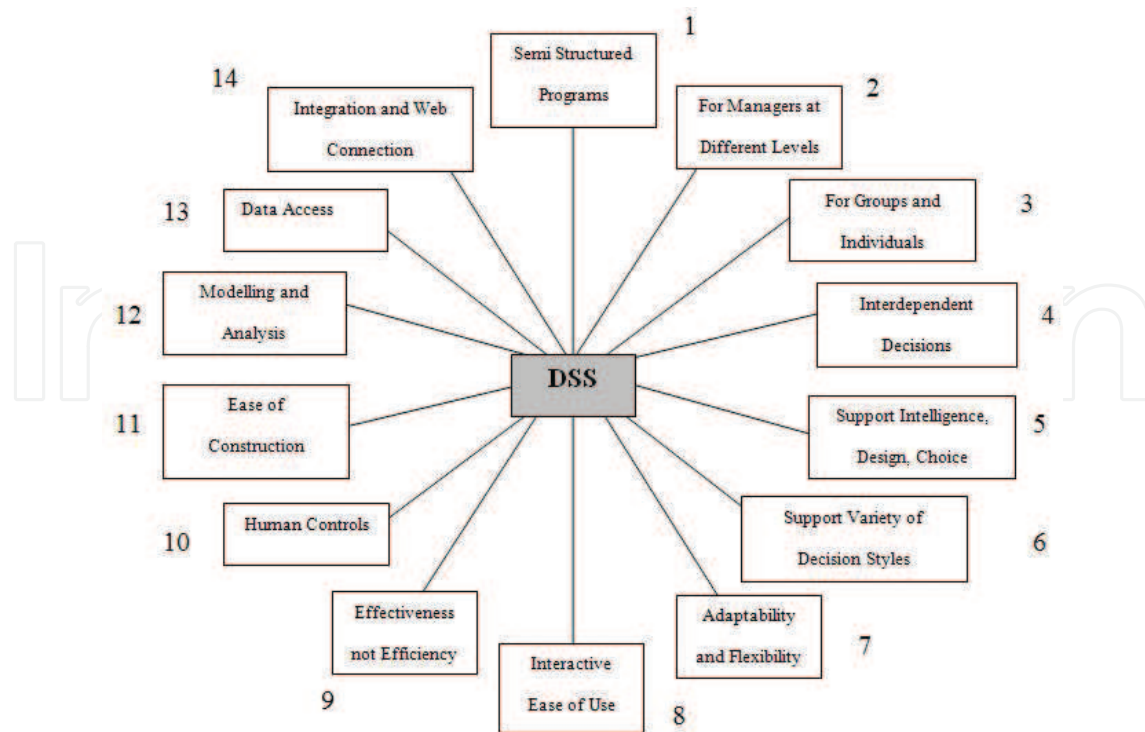 1
Semi Structured
Programs
2
For Managers at
Different Levels
3
For Groups and
Individuals
4
Interdependent
Decisions
5
Support Intelligence,
Design, Choice
6
Support Variety of
Decision Styles
7
Adaptability
and Flexibility
8
Interactive
Ease of Use
9
Effectiveness
not Efficiency
10
Human Controls
11
Ease of
Construction
12
Modelling and
Analysis
13
Data Access
14
Integration and Web
Connection
DSS